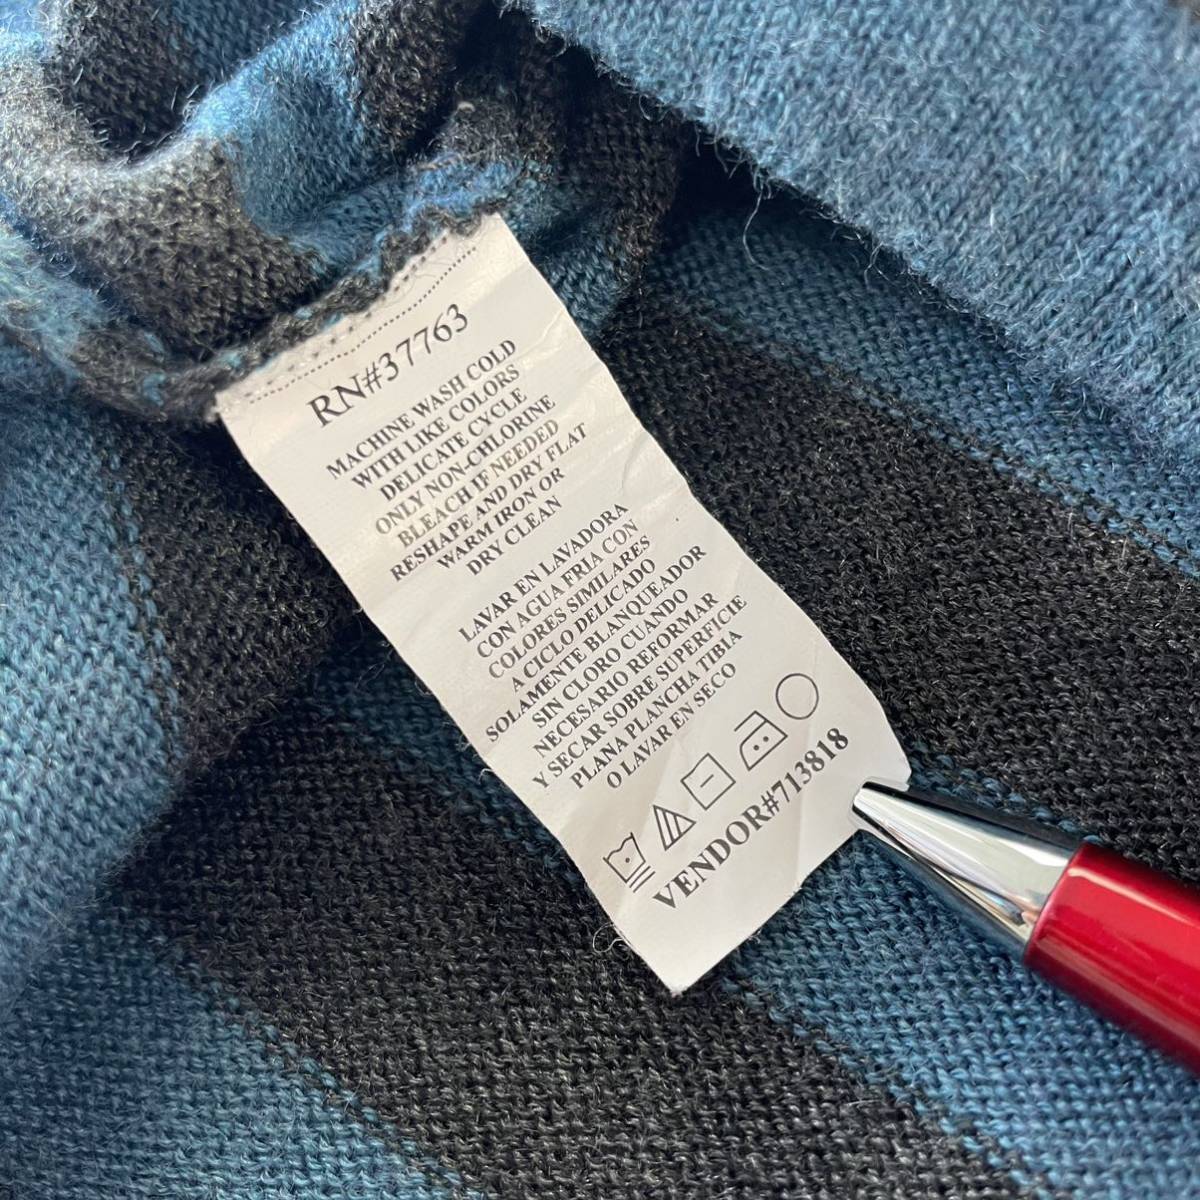 RN#37763
MACHINE WASH COLD
WITH LIKE COLORS
DELICATE CYCLE
ONLY NON-CHLORINE
BLEACH IF NEEDED
RESHAPE AND DRY FLAT
WARM IRON OR
DRY CLEAN
LAVAR EN LAVADORA
CON AGUA FRIA CON
COLORES SIMILARES
A CICLO DELICADO
SOLAMENTE BLANQUEADOR
SIN CLORO CUANDO
NECESARIO REFORMAR
Y SECAR SOBRE SUPERFICIE
PLANA PLANCHA TIBIA
O LAVAR EN SECO
VENDOR#713818